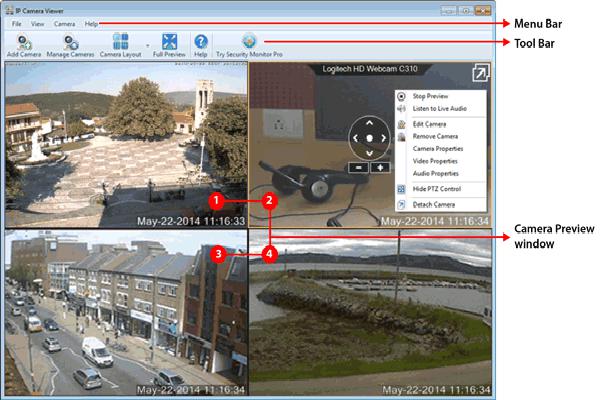 IP Camera Viewer
File View Camera Help
Menu Bar
Add Camera Manage Cameras Camera Layout Full Preview Help Try Security Monitor Pro
Tool Bar
Logitech HD Webcam C310
Stop Preview
Listen to Live Audio
Edit Camera
Remove Camera
Camera Properties
Video Properties
Audio Properties
Hide PTZ Control
Detach Camera
1 2
May-22-2014 11:16:33 May-22-2014 11:16:34
Camera Preview
window
3 4
May-22-2014 11:16:34 May-22-2014 11:16:34